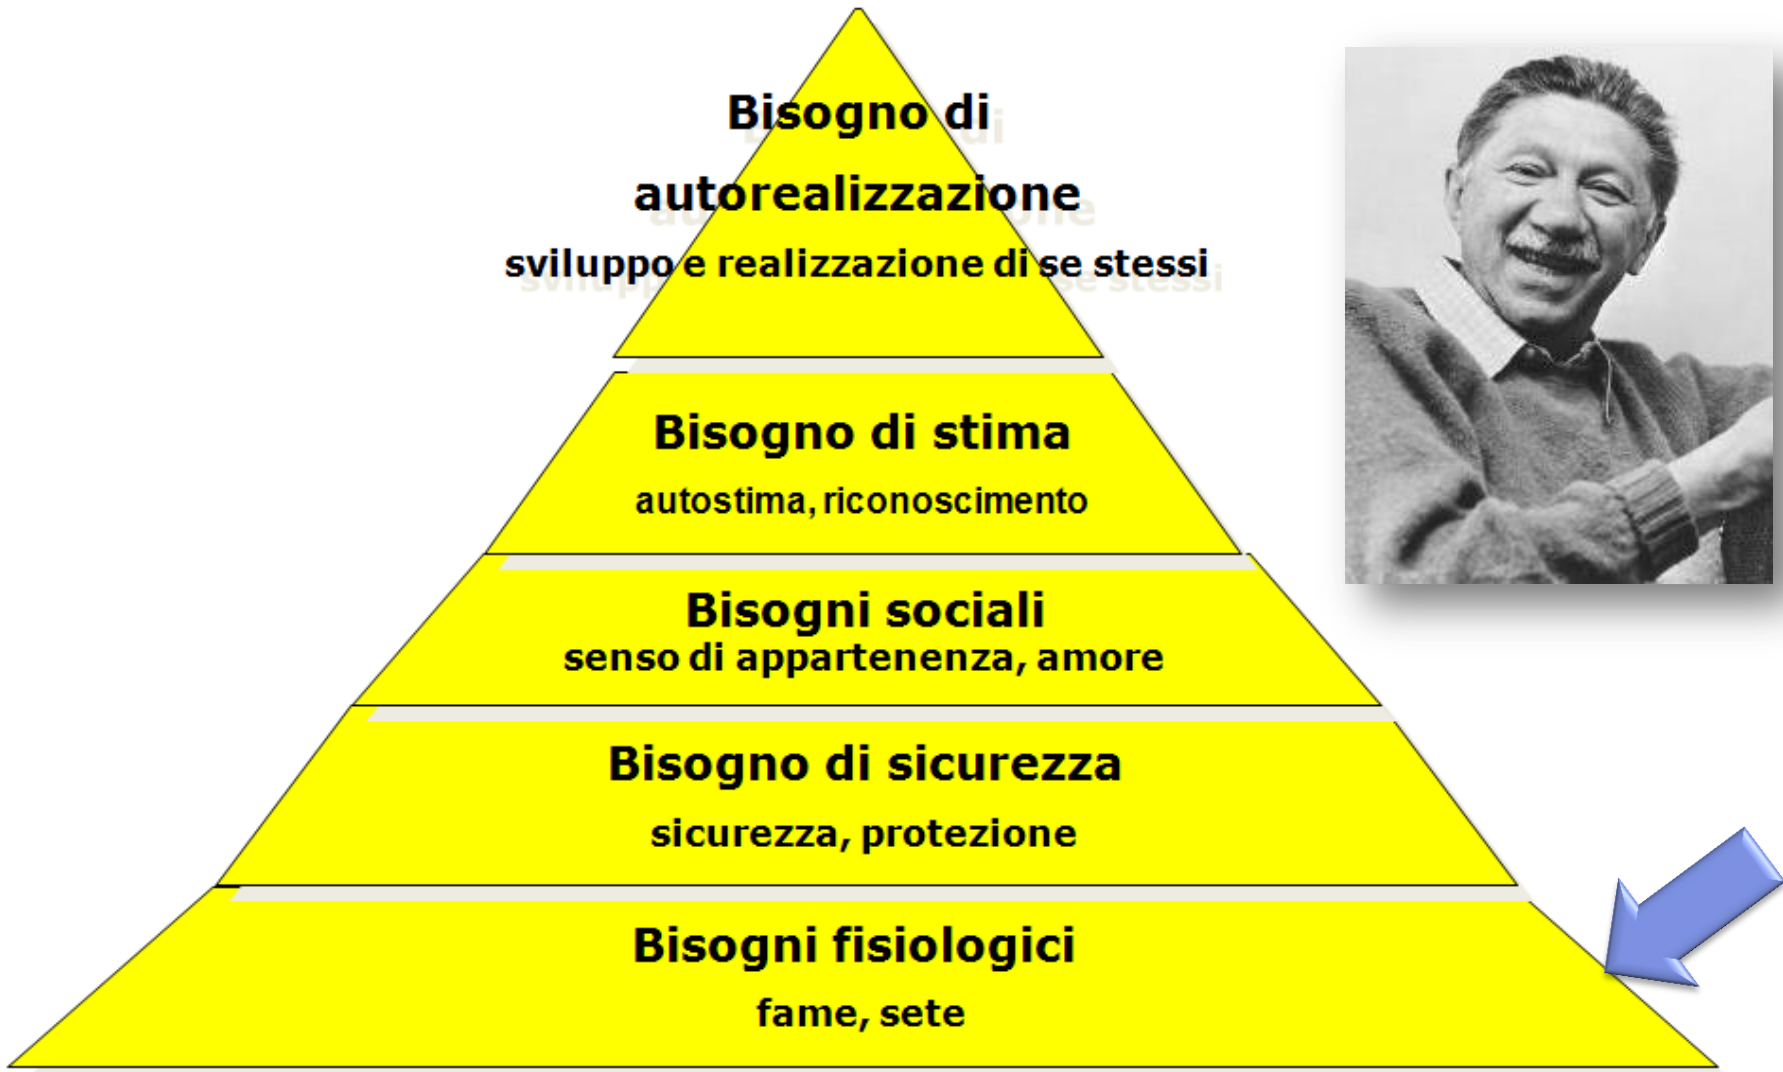 Bisogno di
autorealizzazione
sviluppo e realizzazione di se stessi
Bisogno di stima
autostima, riconoscimento
Bisogni sociali
senso di appartenenza, amore
Bisogno di sicurezza
sicurezza, protezione
Bisogni fisiologici
fame, sete